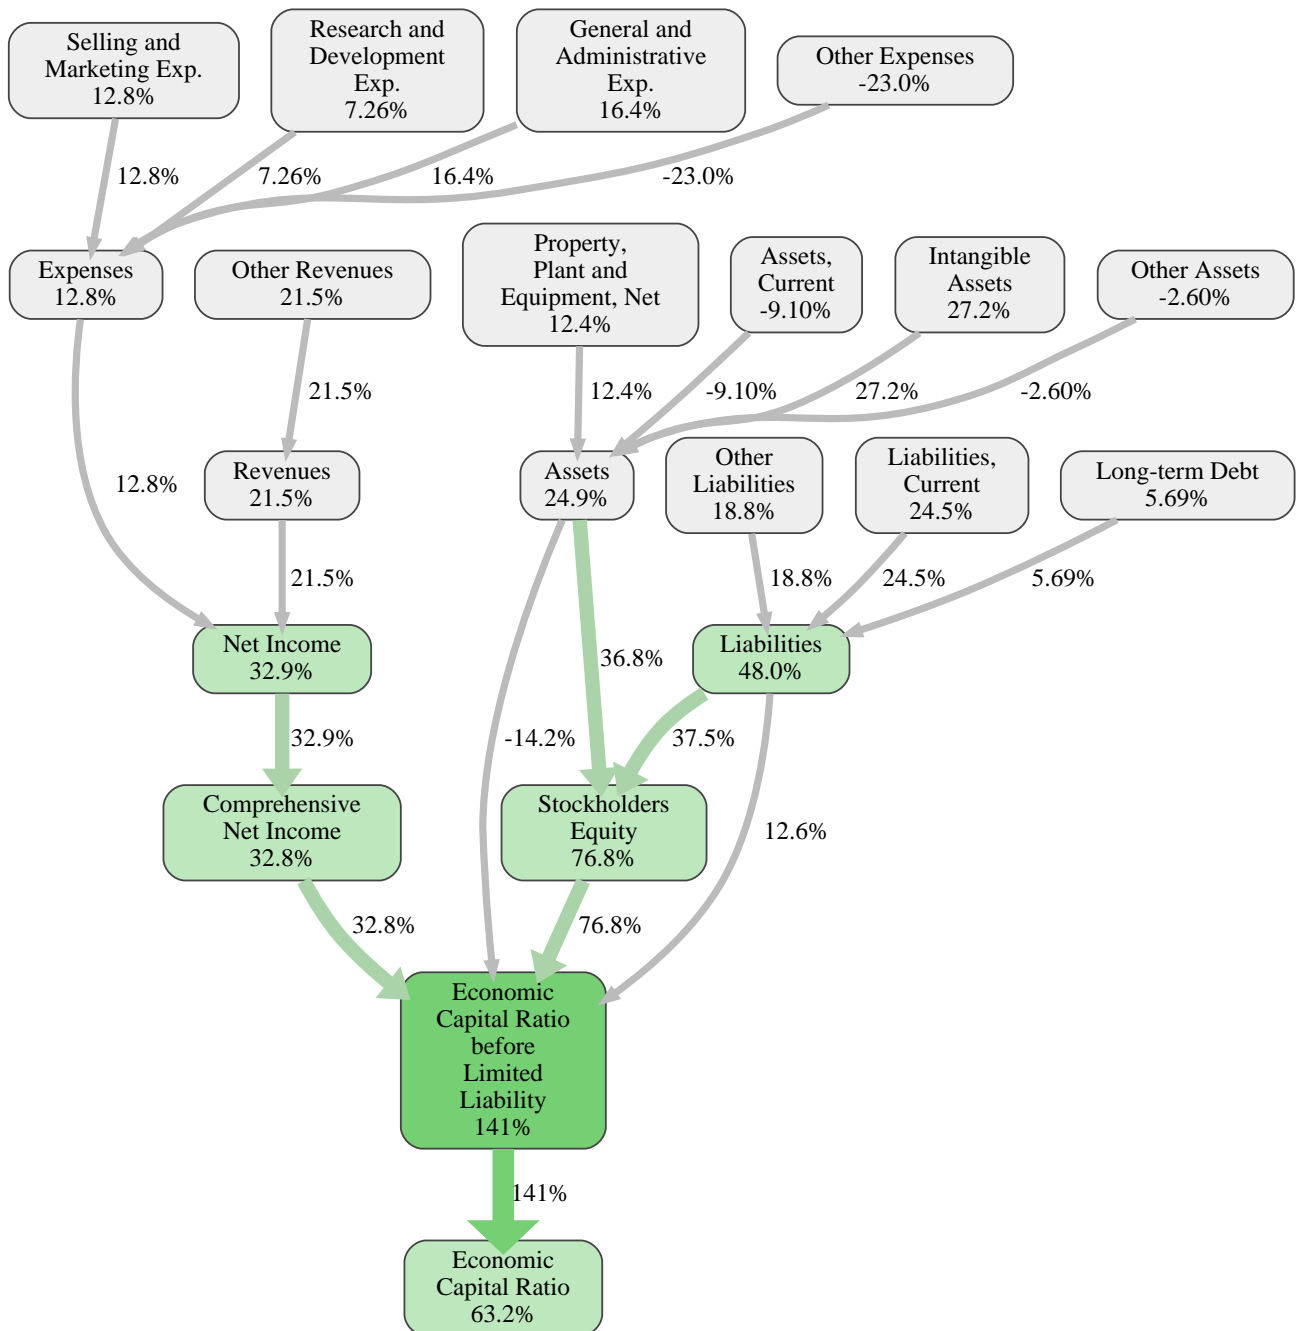 Selling and
Marketing Exp.
12.8%
Research and
Development
Exp.
7.26%
General and
Administrative
Exp.
16.4%
Other Expenses
-23.0%
12.8%
7.26%
16.4%
-23.0%
Expenses
12.8%
Other Revenues
21.5%
Property,
Plant and
Equipment, Net
12.4%
Assets,
Current
-9.10%
Intangible
Assets
27.2%
Other Assets
-2.60%
21.5%
12.4%
-9.10%
27.2%
-2.60%
12.8%
Revenues
21.5%
Assets
24.9%
Other
Liabilities
18.8%
Liabilities,
Current
24.5%
Long-term Debt
5.69%
21.5%
18.8%
24.5%
5.69%
Net Income
32.9%
36.8%
Liabilities
48.0%
32.9%
-14.2%
37.5%
Comprehensive
Net Income
32.8%
Stockholders
Equity
76.8%
12.6%
32.8%
76.8%
Economic
Capital Ratio
before
Limited
Liability
141%
141%
Economic
Capital Ratio
63.2%